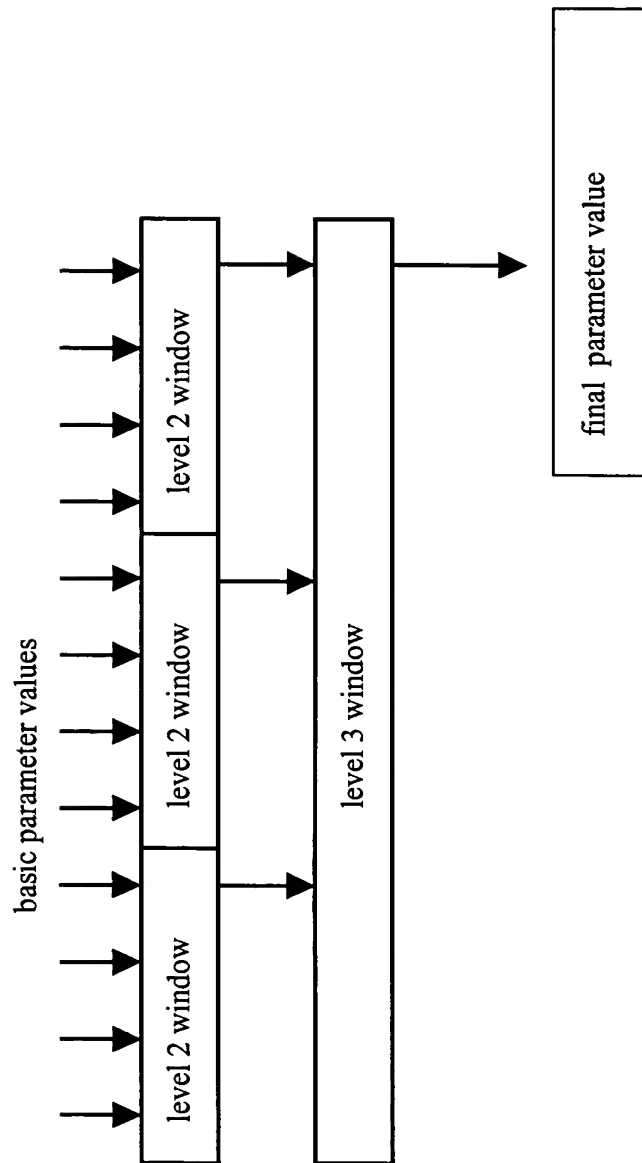 basic parameter values
level 2 window
level 2 window
level 2 window
level 3 window
final parameter value